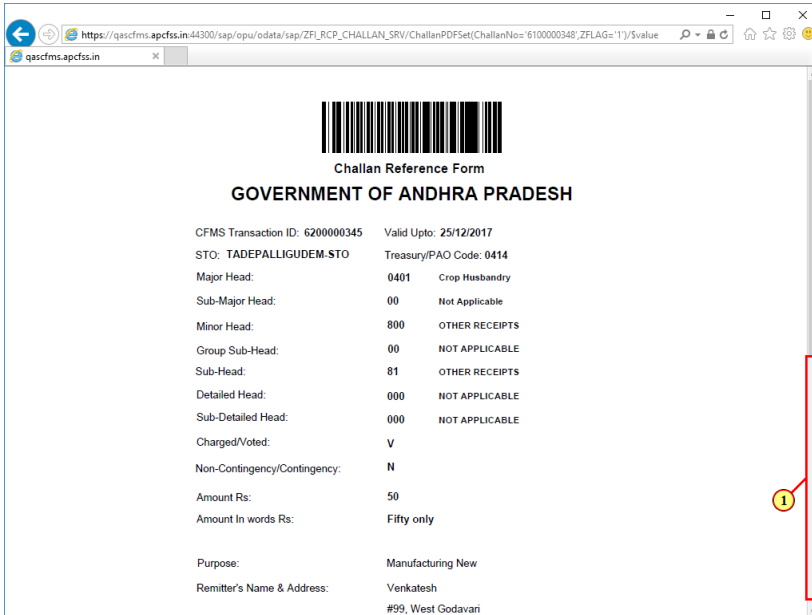 https://qascfms.apcfss.in:44300/sap/opu/odata/sap/ZFI_RCP_CHALLAN_SRV/ChallanPDFSet(ChallanNo='6100000348',ZFLAG='1')/$value
qascfms.apcfss.in
Challan Reference Form
GOVERNMENT OF ANDHRA PRADESH
CFMS Transaction ID: 6200000345 Valid Upto: 25/12/2017
STO: TADEPALLIGUDEM-STO Treasury/PAO Code: 0414
Major Head: 0401 Crop Husbandry
Sub-Major Head: 00 Not Applicable
Minor Head: 800 OTHER RECEIPTS
Group Sub-Head: 00 NOT APPLICABLE
Sub-Head: 81 OTHER RECEIPTS
Detailed Head: 000 NOT APPLICABLE
Sub-Detailed Head: 000 NOT APPLICABLE
Charged/Voted: V
Non-Contingency/Contingency: N
Amount Rs: 50
1
Amount In words Rs: Fifty only
Purpose: Manufacturing New
Remitter's Name & Address: Venkatesh
#99, West Godavari